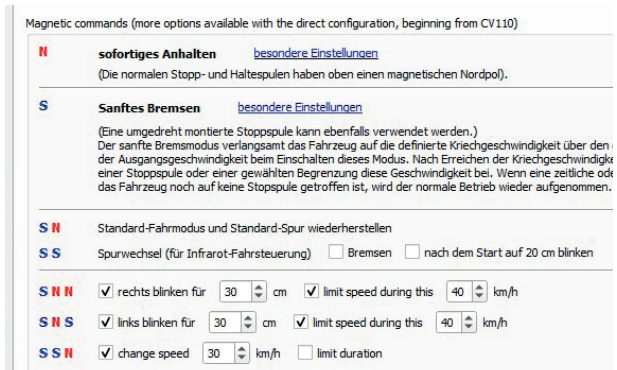 Magnetic commands (more options available with the direct configuration, beginning from CV110)
N sofortiges Anhalten besondere Einstellungen
(Die normalen Stopp- und Haltespulen haben oben einen magnetischen Nordpol).
S Sanftes Bremsen besondere Einstellungen
(Eine umgedreht montierte Stoppspule kann ebenfalls verwendet werden.)
Der sanfte Bremsmodus verlangsamt das Fahrzeug auf die definierte Kriechgeschwindigkeit über den
der Ausgangsgeschwindigkeit beim Einschalten dieses Modus. Nach Erreichen der Kriechgeschwindigke
einer Stoppspule oder einer gewählten Begrenzung diese Geschwindigkeit bei. Wenn eine zeitliche ode
das Fahrzeug noch auf keine Stopspule getroffen ist, wird der normale Betrieb wieder aufgenommen.
S N Standard-Fahrmodus und Standard-Spur wiederherstellen
S S Spurwechsel (für Infrarot-Fahrsteuerung) Bremsen nach dem Start auf 20 cm blinken
S N N rechts blinken für 30 cm limit speed during this 40 km/h
S N S links blinken für 30 cm limit speed during this 40 km/h
S S N change speed 30 km/h limit duration